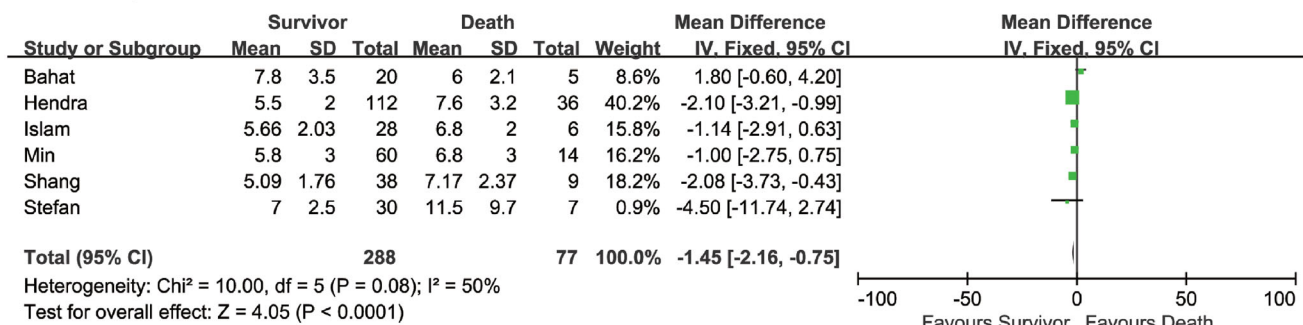 Survivor Death Mean Difference Mean Difference
Study or Subgroup Mean SD Total Mean SD Total Weight IV, Fixed, 95% CI IV, Fixed, 95% CI
Bahat 7.8 3.5 20 6 2.1 5 8.6% 1.80 [-0.60, 4.20]
Hendra 5.5 2 112 7.6 3.2 36 40.2% -2.10 [-3.21, -0.99]
Islam 5.66 2.03 28 6.8 2 6 15.8% -1.14 [-2.91, 0.63]
Min 5.8 3 60 6.8 3 14 16.2% -1.00 [-2.75, 0.75]
Shang 5.09 1.76 38 7.17 2.37 9 18.2% -2.08 [-3.73, -0.43]
Stefan 7 2.5 30 11.5 9.7 7 0.9% -4.50 [-11.74, 2.74]
Total (95% CI) 288 77 100.0% -1.45 [-2.16, -0.75]
Heterogeneity: Chi² = 10.00, df = 5 (P = 0.08); I² = 50%
Test for overall effect: Z = 4.05 (P < 0.0001)
-100 -50 0 50 100
Favours Survivor Favours Death